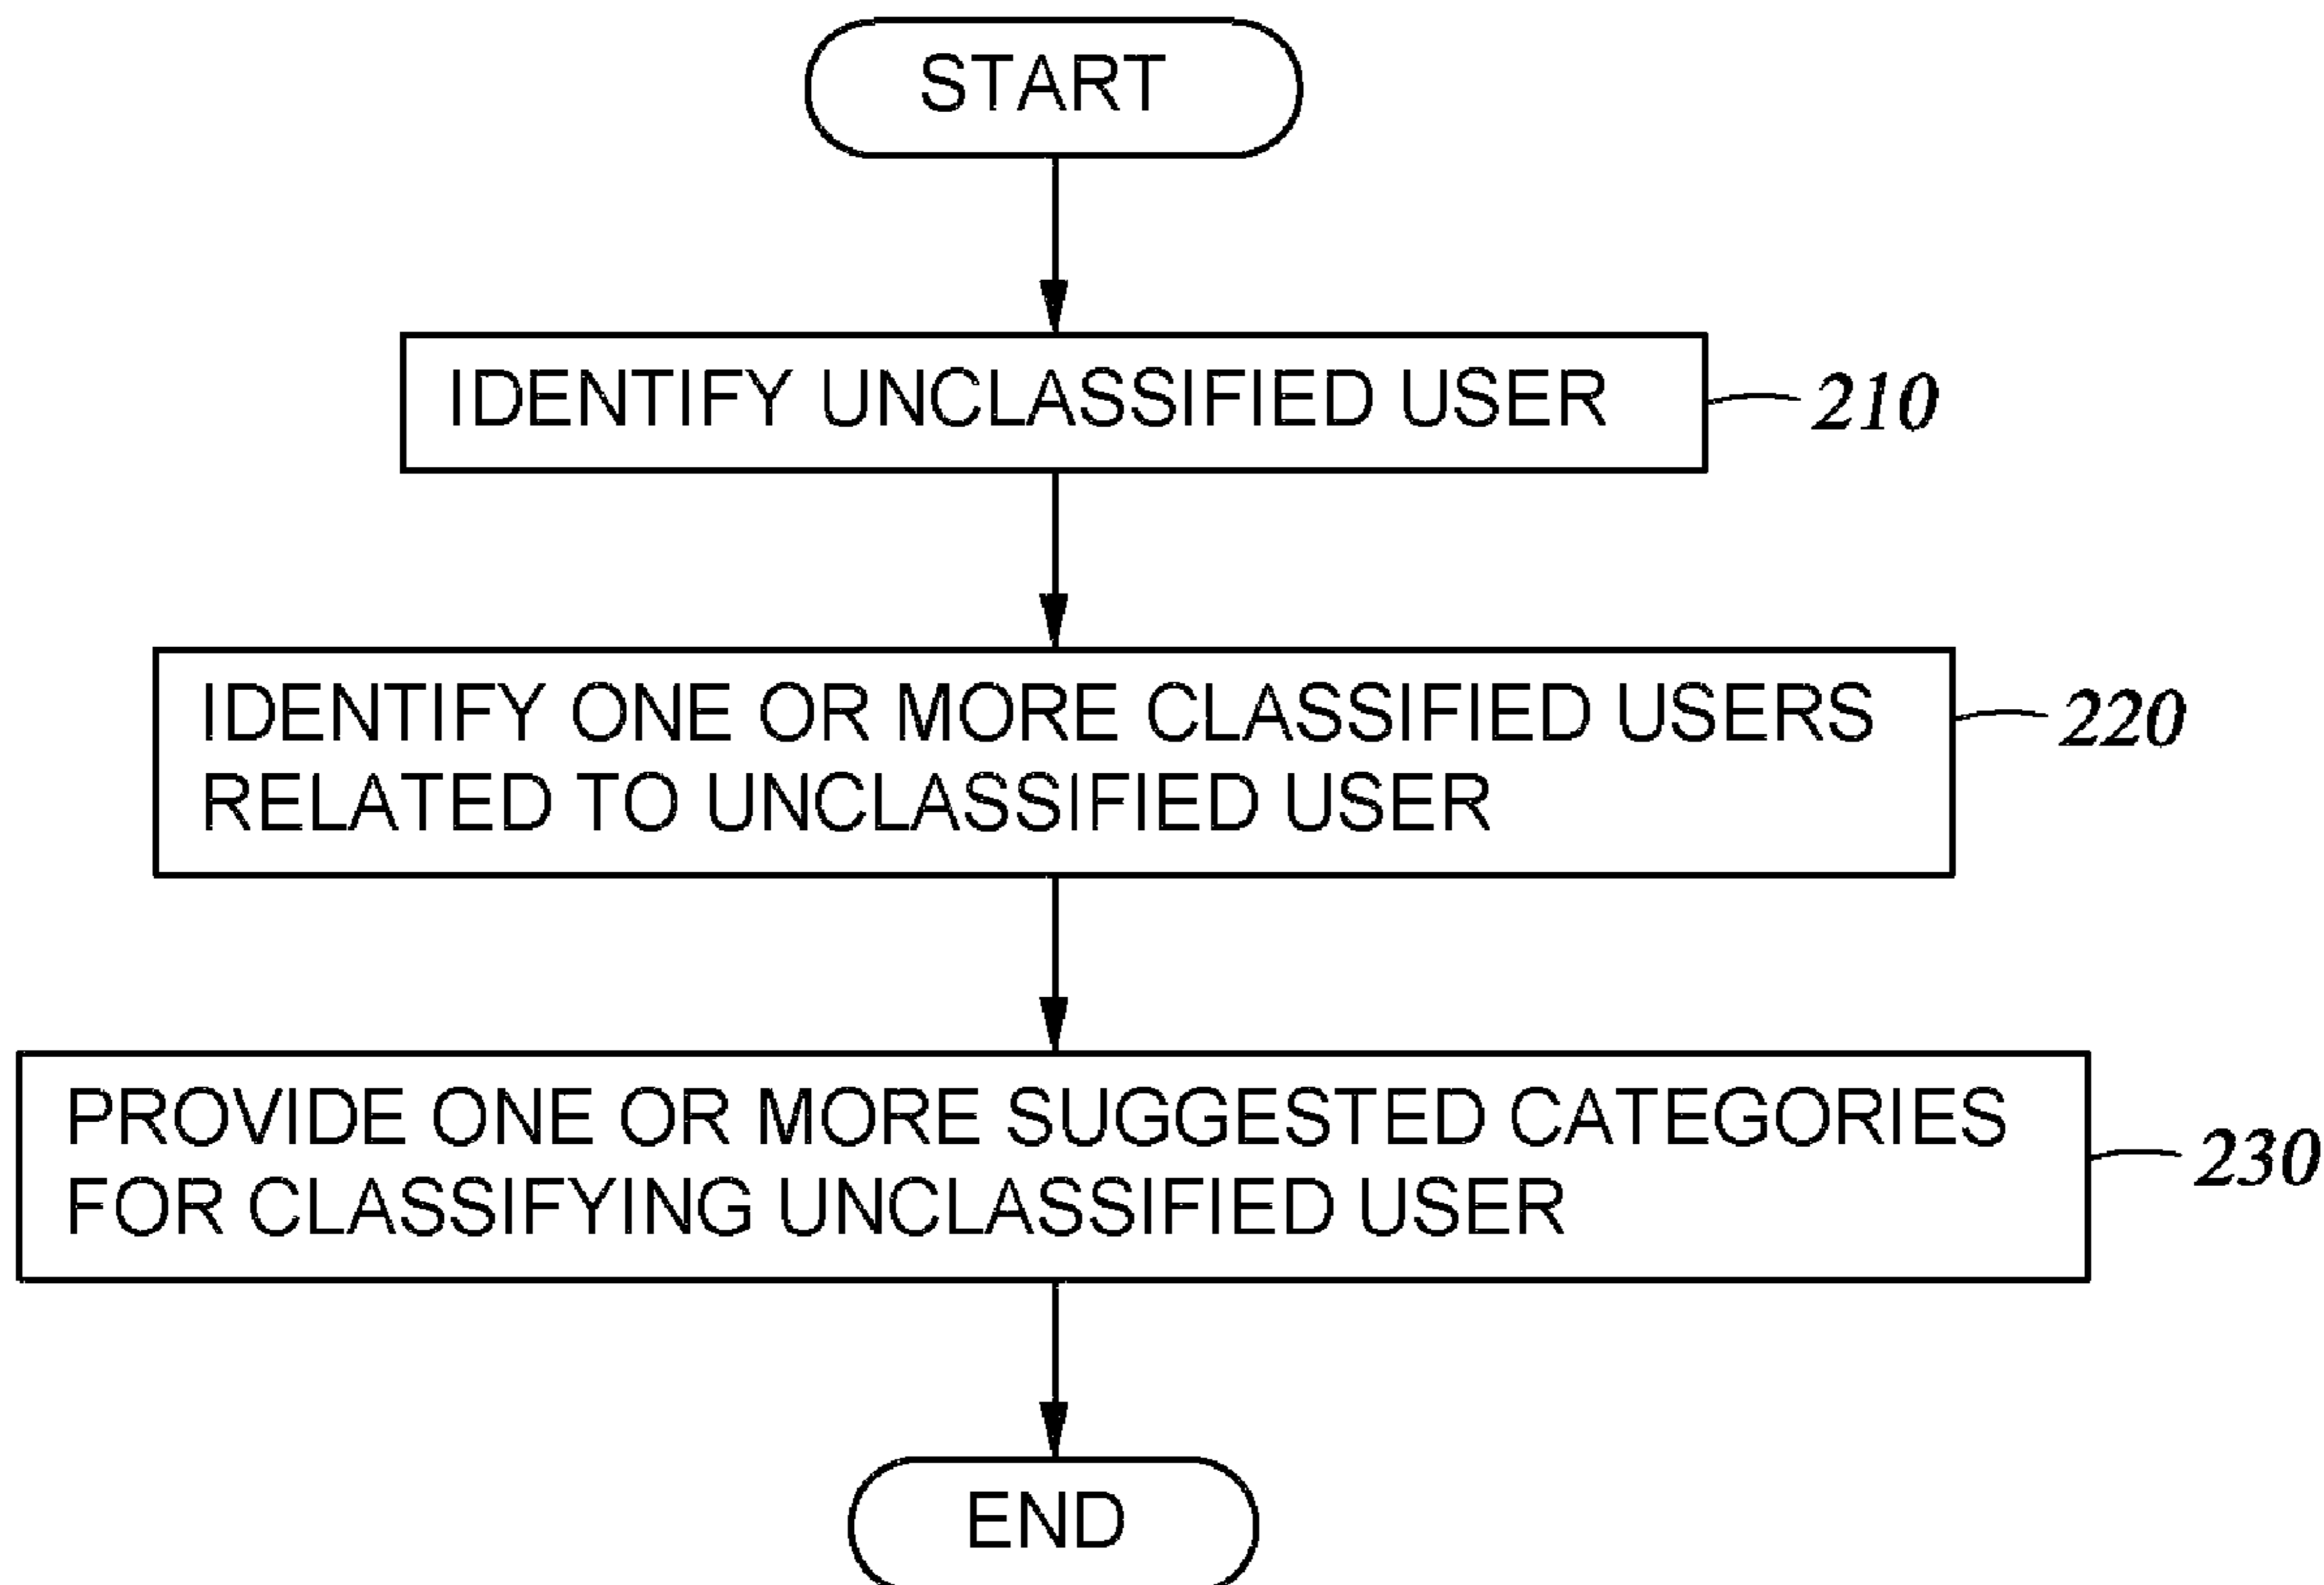 START
IDENTIFY UNCLASSIFIED USER
210
IDENTIFY ONE OR MORE CLASSIFIED USERS
RELATED TO UNCLASSIFIED USER
220
PROVIDE ONE OR MORE SUGGESTED CATEGORIES
FOR CLASSIFYING UNCLASSIFIED USER
230
END